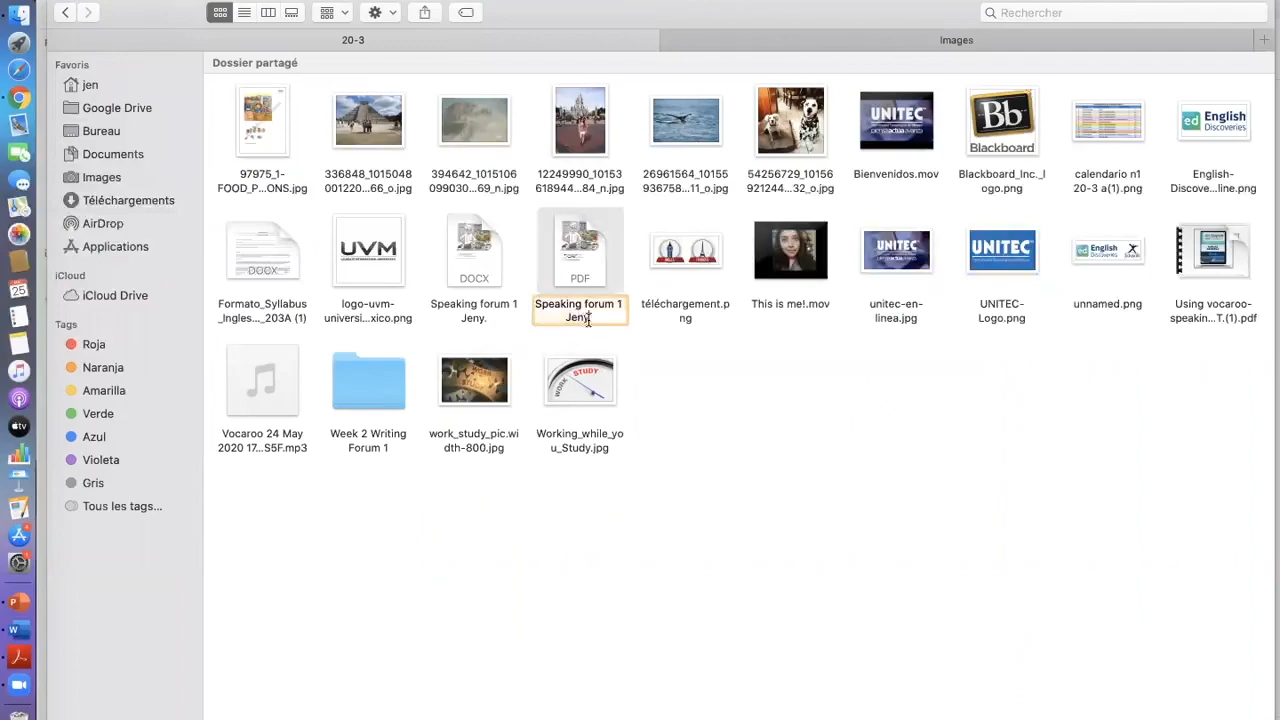 Rechercher
20-3
Images
Favoris
jen
Google Drive
Bureau
Documents
Images
Téléchargements
AirDrop
Applications
iCloud
iCloud Drive
Tags
Roja
Naranja
Amarilla
Verde
Azul
Violeta
Gris
Tous les tags...
Dossier partagé
97975_1-
FOOD_P...ONS.jpg
336848_1015048
001220...66_o.jpg
394642_1015106
099030...69_n.jpg
12249990_10153
618944...84_n.jpg
26961564_10155
936758...11_o.jpg
54256729_10156
921244...32_o.jpg
UNITEC
Bienvenidos.mov
Bb
Blackboard
Blackboard_Inc._l
ogo.png
calendario n1
20-3 a(1).png
ed English
Discoveries
English-
Discove...line.png
DOCX
Formato_Syllabus
_Ingles..._203A (1)
UVM
logo-uvm-
universi...xico.png
DOCX
Speaking forum 1
Jeny.
PDF
Speaking forum 1
Jeny.
téléchargement.p
ng
This is me!.mov
UNITEC
unitec-en-
linea.jpg
UNITEC
UNITEC-
Logo.png
English
Discoveries
unnamed.png
Using vocaroo-
speakin...T.(1).pdf
Vocaroo 24 May
2020 17...S5F.mp3
Week 2 Writing
Forum 1
work_study_pic.wi
dth-800.jpg
WORK
STUDY
Working_while_yo
u_Study.jpg